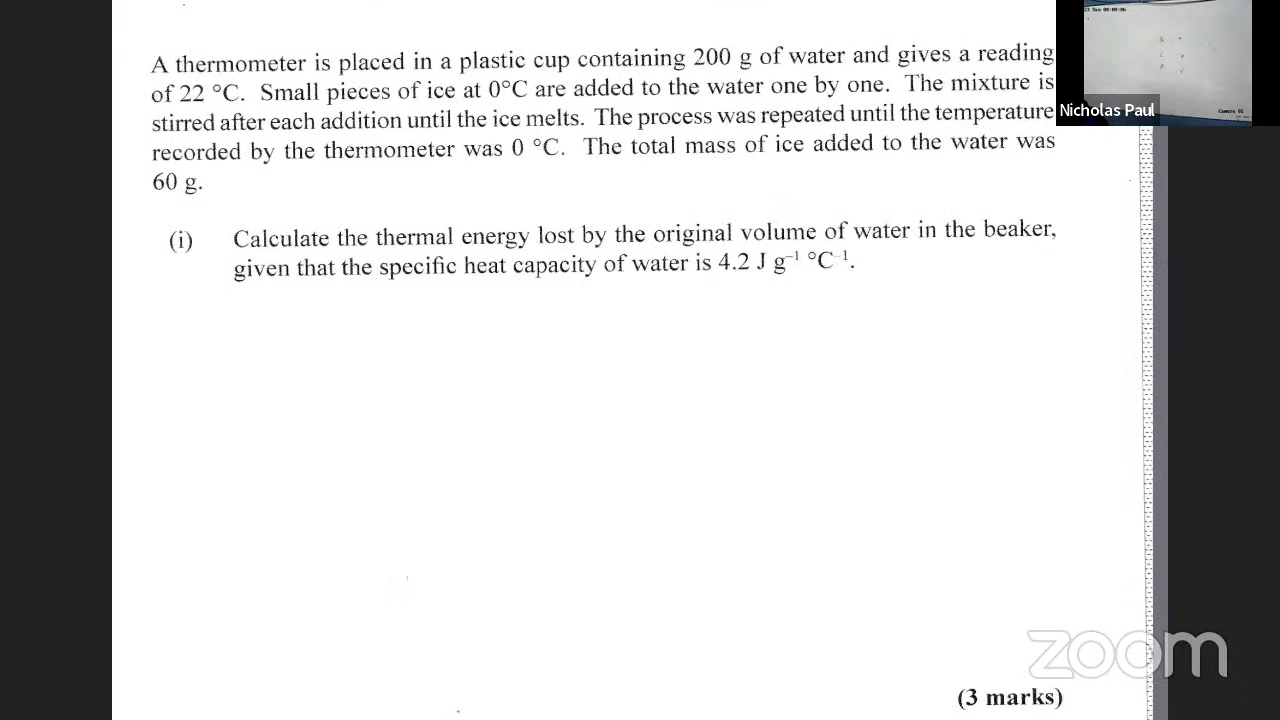 A thermometer is placed in a plastic cup containing 200 g of water and gives a reading
of 22 °C. Small pieces of ice at 0°C are added to the water one by one. The mixture is
stirred after each addition until the ice melts. The process was repeated until the temperature
recorded by the thermometer was 0 °C. The total mass of ice added to the water was
60 g.
(i) Calculate the thermal energy lost by the original volume of water in the beaker,
given that the specific heat capacity of water is 4.2 J g⁻¹ °C⁻¹.
(3 marks)
Nicholas Paul
zoom